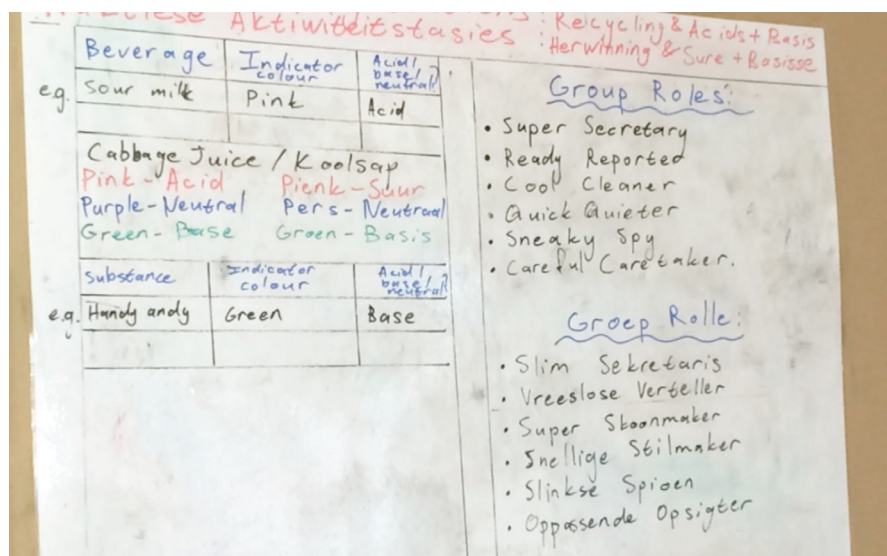 Aktiwiteitstasies : Reicycling & Acids + Basis
: Herwinning & Sure + Basisse
Beverage Indicator colour Acid/base/neutral?
e.g. Sour milk Pink Acid
Cabbage Juice / Koolsap
Pink - Acid Pienk - Suur
Purple - Neutral Pers - Neutraal
Green - Base Groen - Basis
Substance Indicator colour Acid/base/neutral?
e.g. Handy andy Green Base
Group Roles:
• Super Secretary
• Ready Reported
• Cool Cleaner
• Quick Quieter
• Sneaky Spy
• Careful Caretaker.
Groep Rolle:
• Slim Sekretaris
• Vreeslose Verteller
• Super Skoonmaker
• Snellige Stilmaker
• Slinkse Spioen
• Oppassende Opsigter